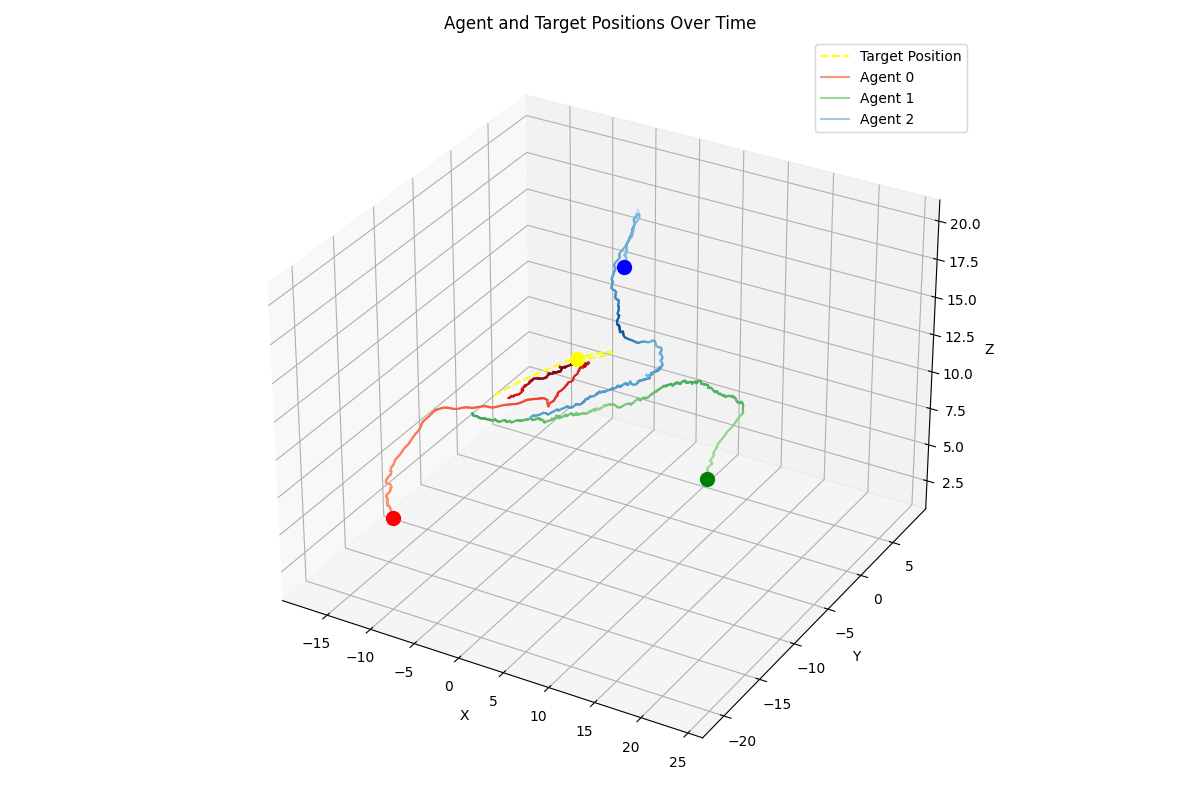 Agent and Target Positions Over Time
Target Position
Agent 0
Agent 1
Agent 2
20.0
17.5
15.0
12.5
10.0
7.5
5.0
2.5
Z
5
0
−5
−10
−15
−20
Y
−15
−10
−5
0
5
10
15
20
25
X